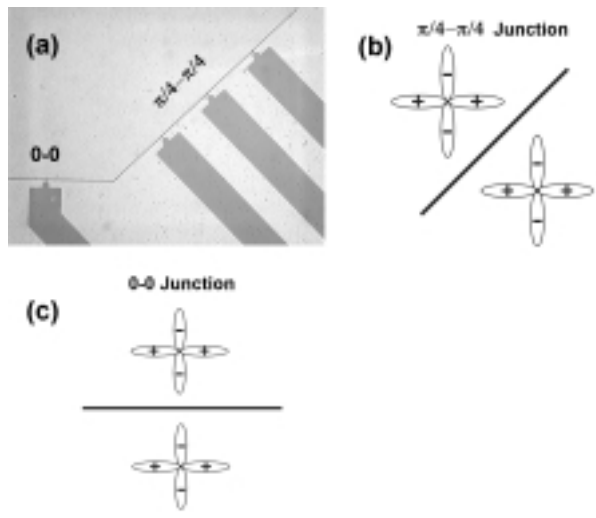 (a)
π/4–π/4
0-0
(b)
π/4–π/4 Junction
−
+ +
−
−
+ +
−
0-0 Junction
(c)
−
+ +
−
−
+ +
−